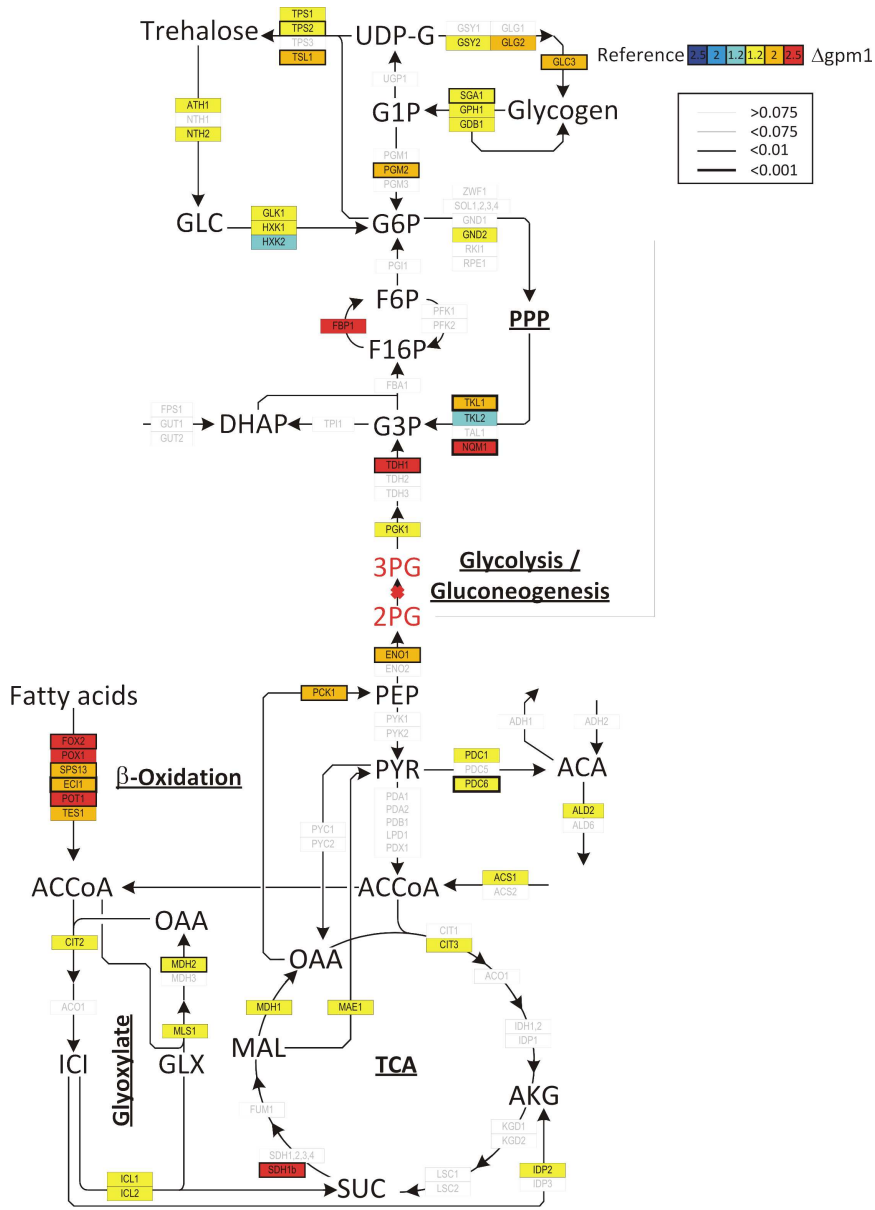 TPS1
Trehalose
TPS2
UDP-G
TPS3
TSL1
GSY1
GLG1
GSY2
GLG2
GLC3
Reference
2.5
2
1.2
1.2
2
2.5
Δgpm1
UGP1
SGA1
ATH1
GPH1
Glycogen
G1P
NTH1
GDB1
NTH2
>0.075
<0.075
<0.01
<0.001
PGM1
PGM2
PGM3
ZWF1
SOL1,2,3,4
GLK1
GLC
HXK1
G6P
GND1
HXK2
GND2
RKI1
RPE1
PGI1
F6P
PFK1
FBP1
PFK2
PPP
F16P
FBA1
TKL1
FPS1
TKL2
GUT1
DHAP
TPI1
G3P
TAL1
GUT2
NQM1
TDH1
TDH2
TDH3
PGK1
3PG
Glycolysis /
Gluconeogenesis
2PG
ENO1
ENO2
Fatty acids
PCK1
PEP
PYK1
PYK2
ADH1
ADH2
FOX2
POX1
SPS13
ECI1
POT1
TES1
β-Oxidation
PYR
PDC1
PDC5
PDC6
ACA
PDA1
PDA2
PDB1
LPD1
PDX1
ALD2
ALD6
PYC1
PYC2
ACCoA
ACCoA
ACS1
ACS2
OAA
CIT2
CIT1
CIT3
MDH2
MDH3
OAA
ACO1
ACO1
MDH1
MAE1
MLS1
IDH1,2
IDP1
ICI
Glyoxylate
GLX
MAL
TCA
AKG
FUM1
KGD1
KGD2
SDH1,2,3,4
SDH1b
LSC1
LSC2
ICL1
ICL2
SUC
IDP2
IDP3